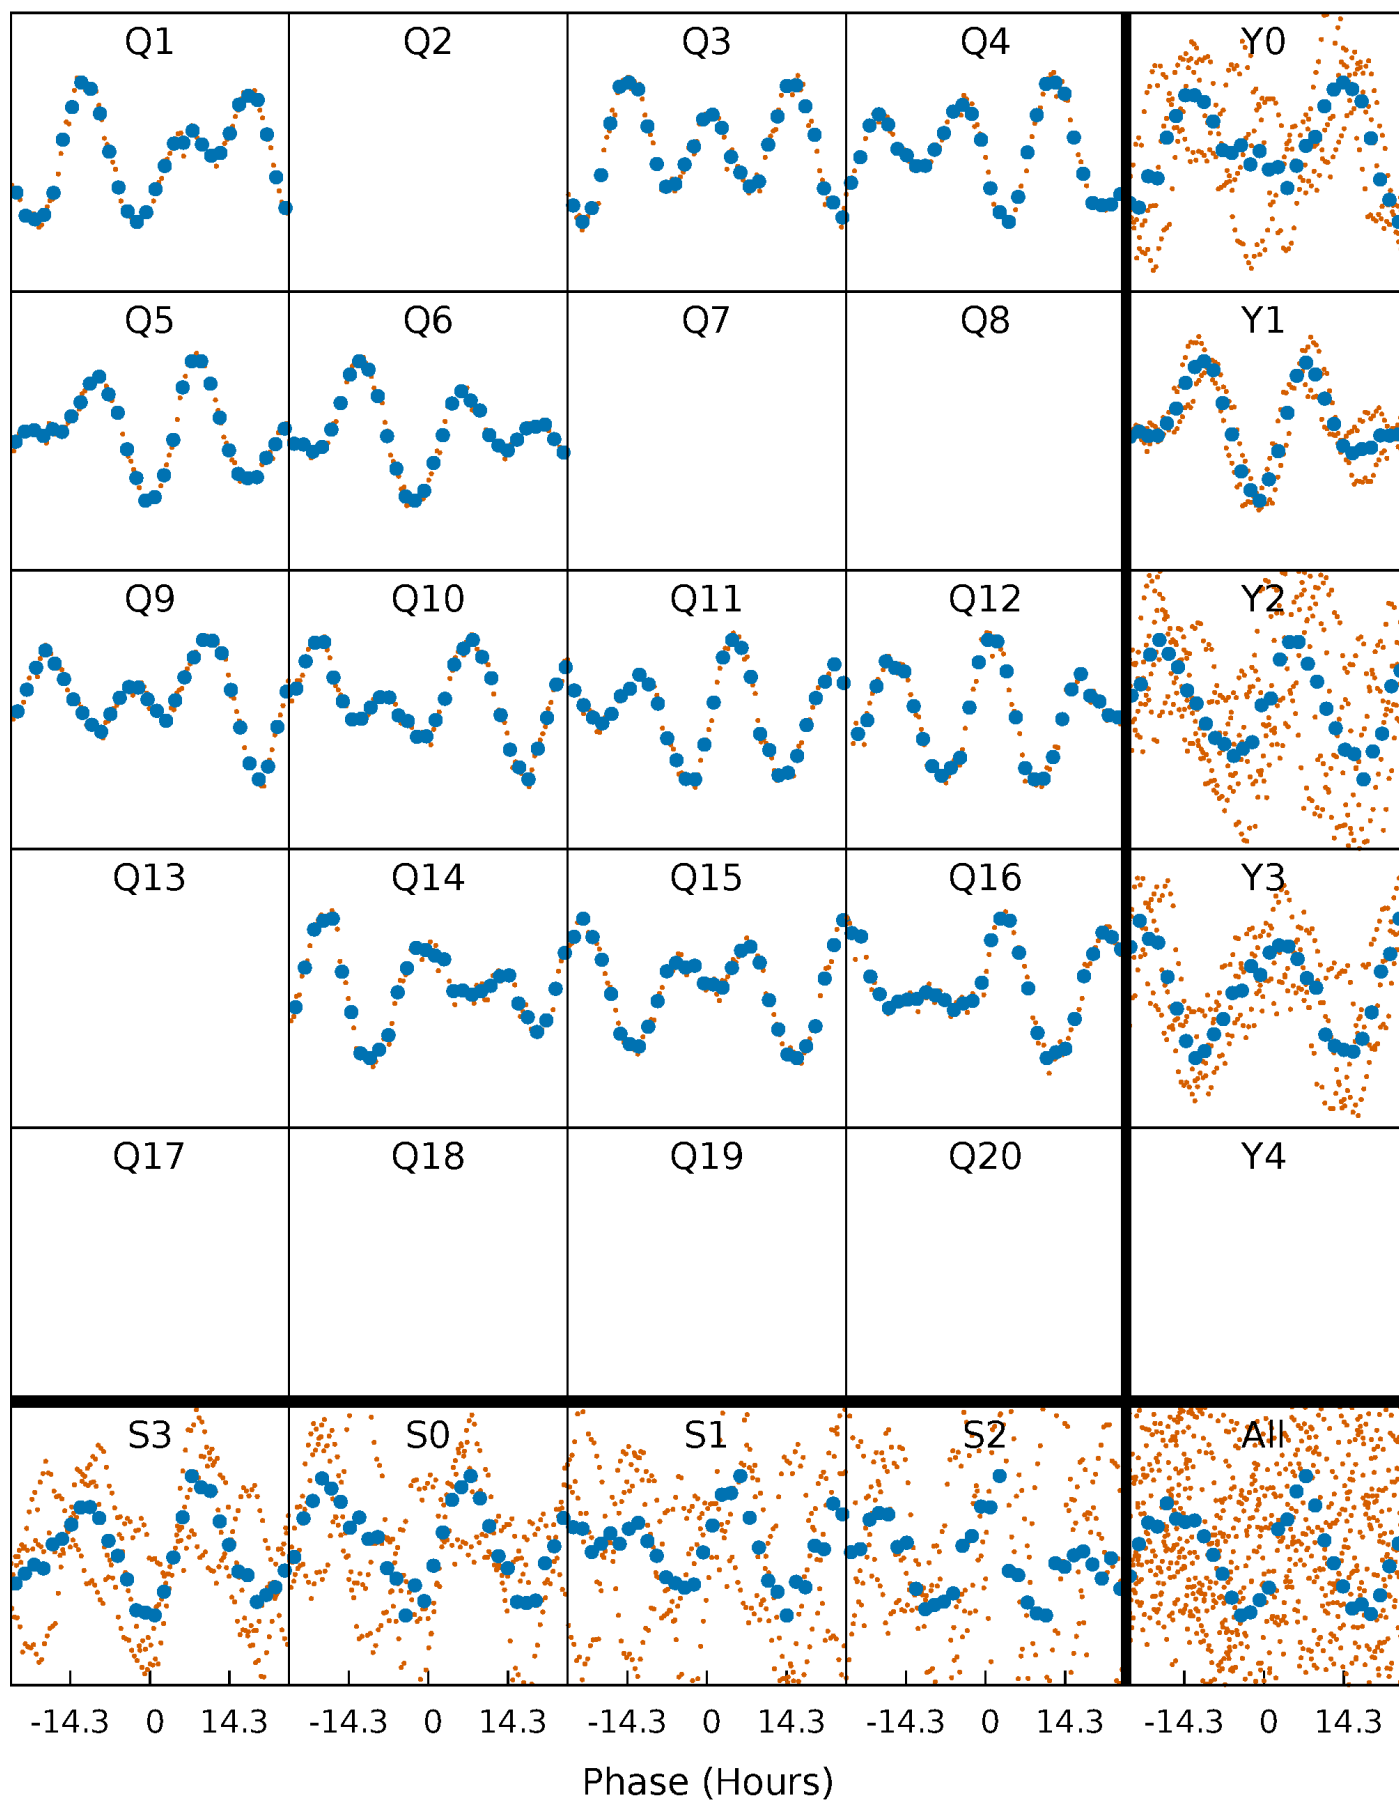 Q1 Q2 Q3 Q4 Y0
Q5 Q6 Q7 Q8 Y1
Q9 Q10 Q11 Q12 Y2
Q13 Q14 Q15 Q16 Y3
Q17 Q18 Q19 Q20 Y4
S3 S0 S1 S2 All
-14.3 0 14.3 -14.3 0 14.3 -14.3 0 14.3 -14.3 0 14.3 -14.3 0 14.3
Phase (Hours)